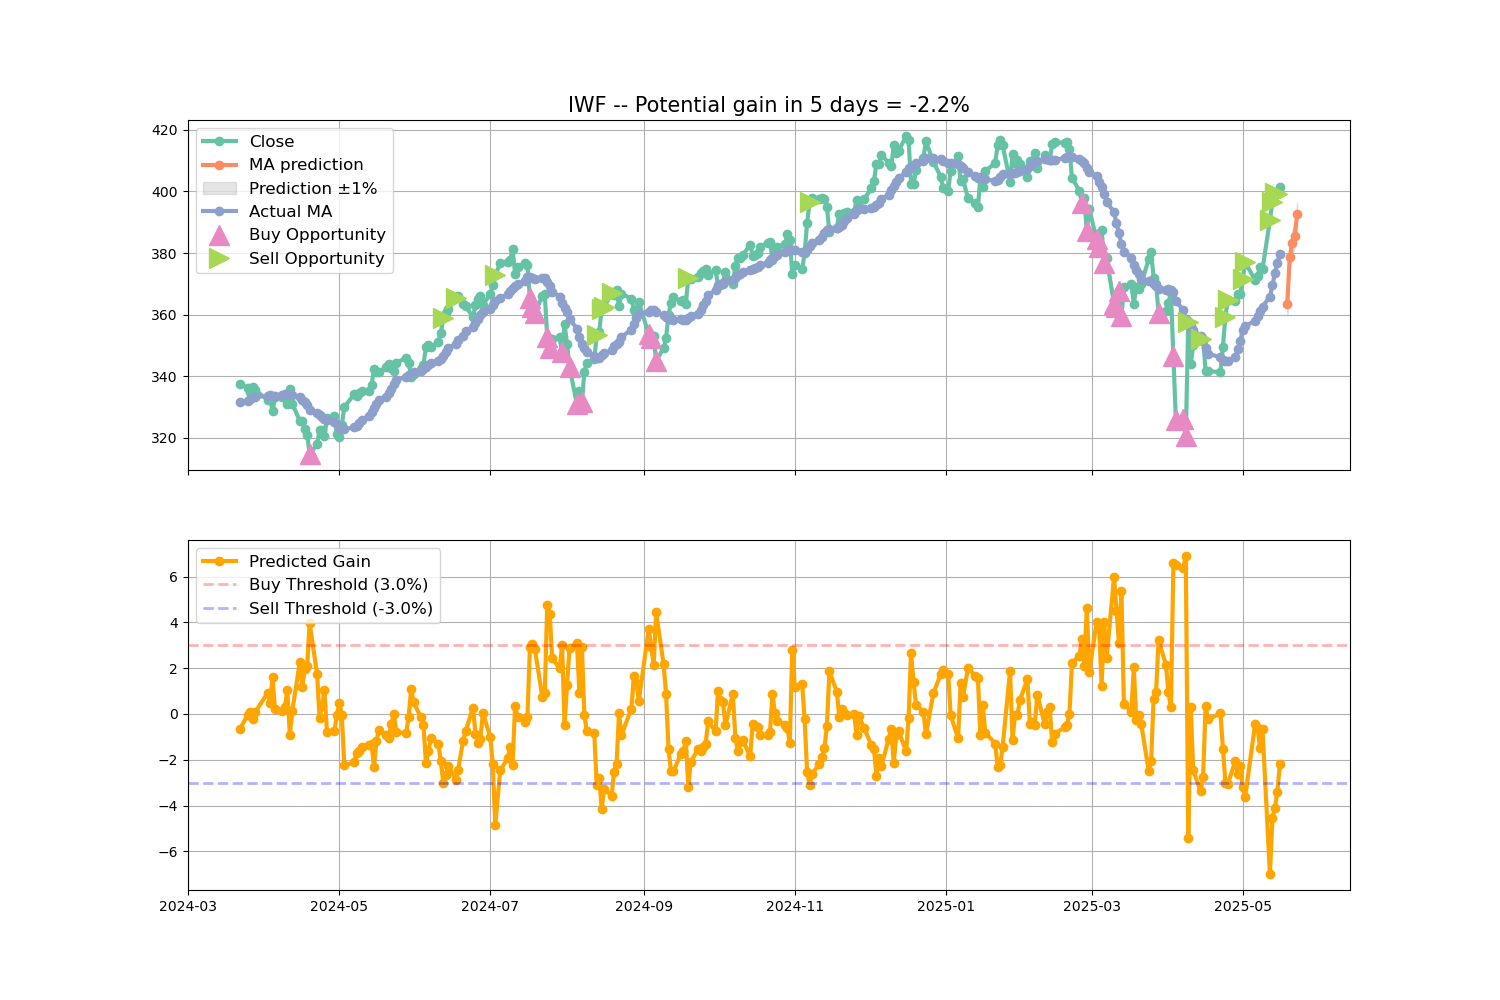 IWF -- Potential gain in 5 days = -2.2%
420
400
380
360
340
320
Close
MA prediction
Prediction ±1%
Actual MA
Buy Opportunity
Sell Opportunity
6
4
2
0
−2
−4
−6
Predicted Gain
Buy Threshold (3.0%)
Sell Threshold (-3.0%)
2024-03
2024-05
2024-07
2024-09
2024-11
2025-01
2025-03
2025-05